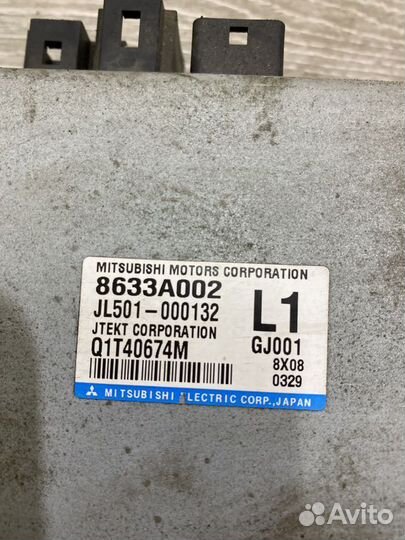 MITSUBISHI MOTORS CORPORATION
8633A002
JL501-000132
L1
JTEKT CORPORATION
GJ001
Q1T40674M
8X08
0329
MITSUBISHI ELECTRIC CORP., JAPAN
Avito